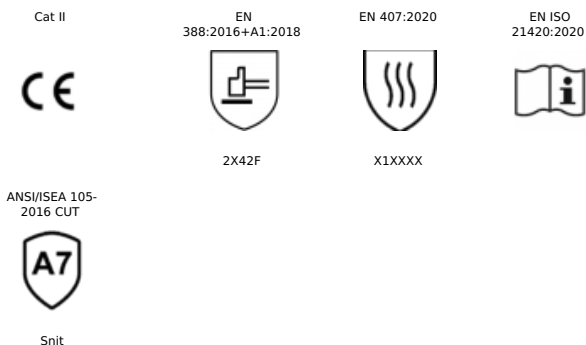 Cat II
EN
388:2016+A1:2018
EN 407:2020
EN ISO
21420:2020
CE
i
2X42F
X1XXXX
ANSI/ISEA 105-
2016 CUT
A7
Snit